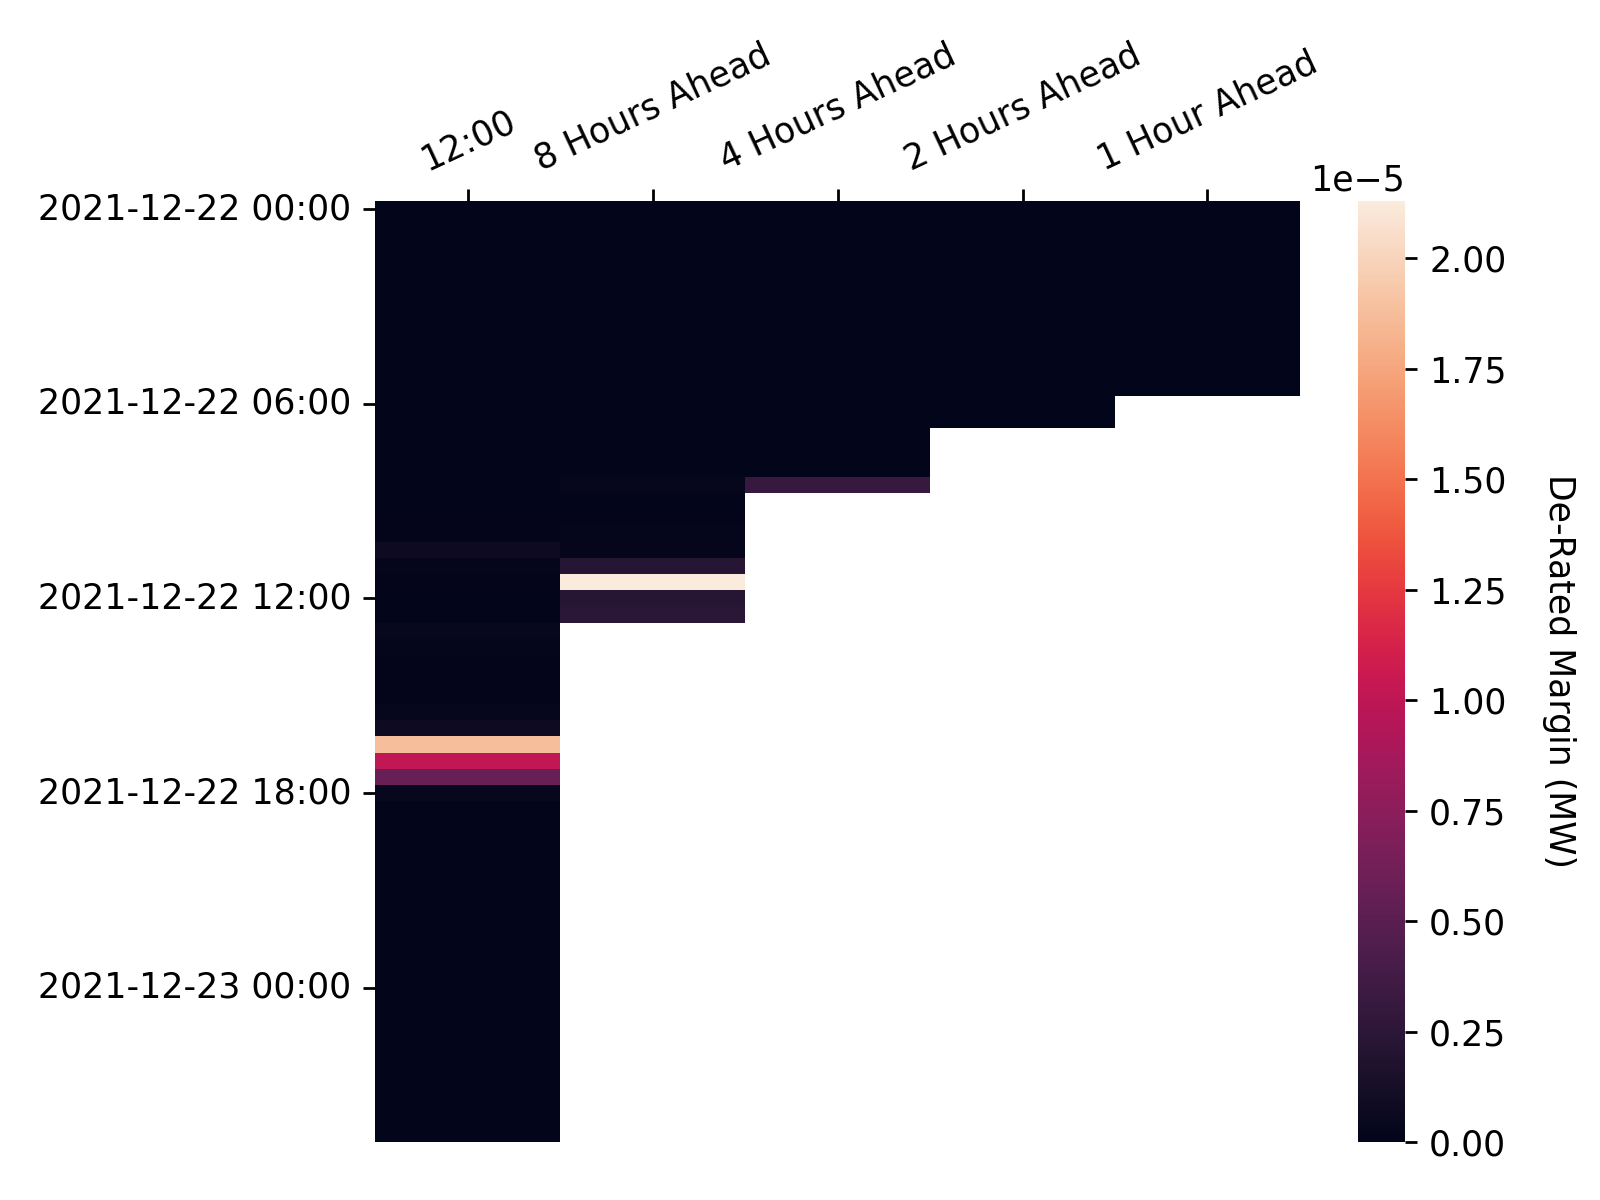 12:00
8 Hours Ahead
4 Hours Ahead
2 Hours Ahead
1 Hour Ahead
1e−5
2021-12-22 00:00
2021-12-22 06:00
2021-12-22 12:00
2021-12-22 18:00
2021-12-23 00:00
2.00
1.75
1.50
1.25
1.00
0.75
0.50
0.25
0.00
De-Rated Margin (MW)